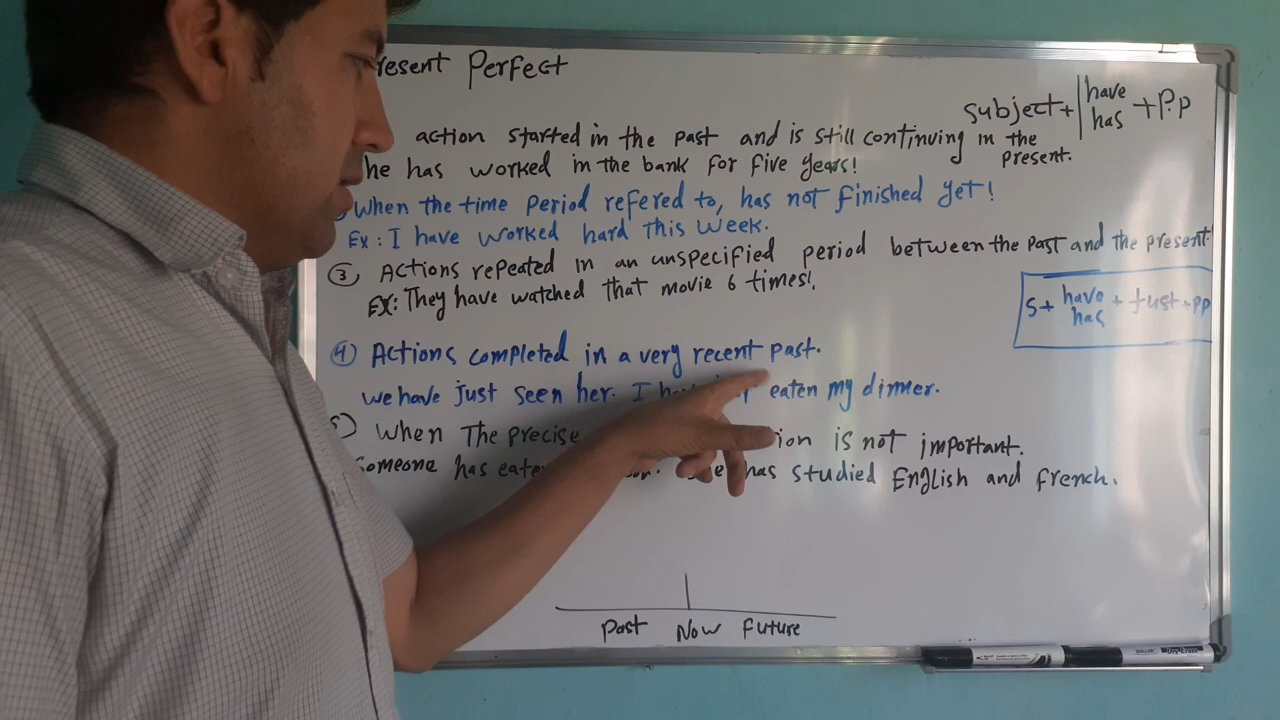 resent Perfect
subject+ have has + P.p
action started in the past and is still continuing in the present.
he has worked in the bank for five years!
When the time period refered to, has not finished yet!
Ex: I have worked hard this week.
3) Actions repeated in an unspecified period between the past and the present.
Ex: They have watched that movie 6 times!.
S+ have has + just + pp
4) Actions completed in a very recent past.
we have just seen her. I eaten my dinner.
5) When The precise ion is not important.
Someone has has studied English and french.
Past Now Future
DOLLAR